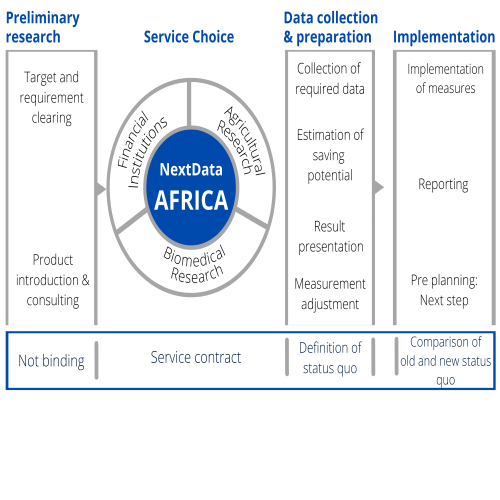 Preliminary
research
Target and
requirement
clearing
Product
introduction &
consulting
Not binding
Service Choice
Financial
Institutions
Agricultural
Research
NextData
AFRICA
Biomedical
Research
Service contract
Data collection
& preparation
Collection of
required data
Estimation of
saving
potential
Result
presentation
Measurement
adjustment
Definition of
status quo
Implementation
Implementation
of measures
Reporting
Pre planning:
Next step
Comparison of
old and new status
quo